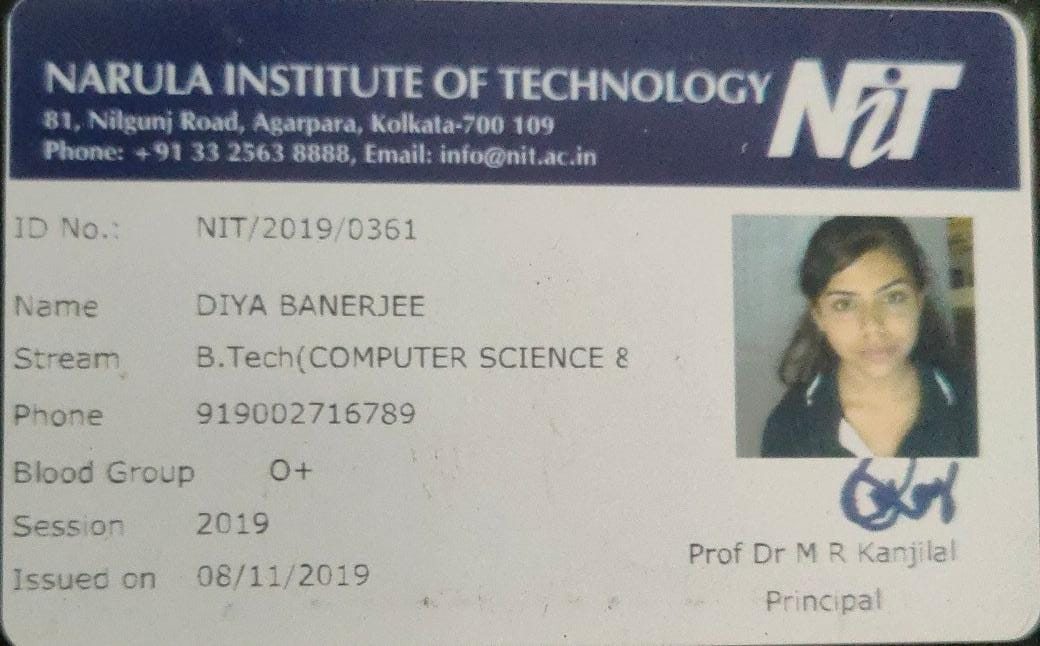 NARULA INSTITUTE OF TECHNOLOGY NiT
81, Nilgunj Road, Agarpara, Kolkata-700 109
Phone: +91 33 2563 8888, Email: info@nit.ac.in
ID No.: NIT/2019/0361
Name DIYA BANERJEE
Stream B.Tech(COMPUTER SCIENCE &
Phone 919002716789
Blood Group O+
Session 2019
Issued on 08/11/2019
Prof Dr M R Kanjilal
Principal